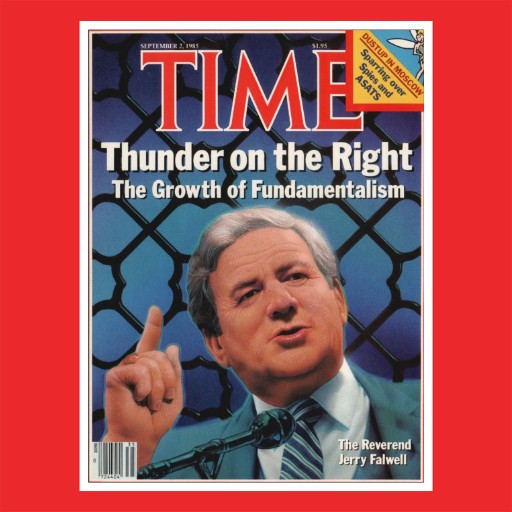 SEPTEMBER 2, 1985
$1.95
TIME
DUSTUP IN MOSCOW
Sparring over
Spies and
ASATS
Thunder on the Right
The Growth of Fundamentalism
The Reverend
Jerry Falwell
724404